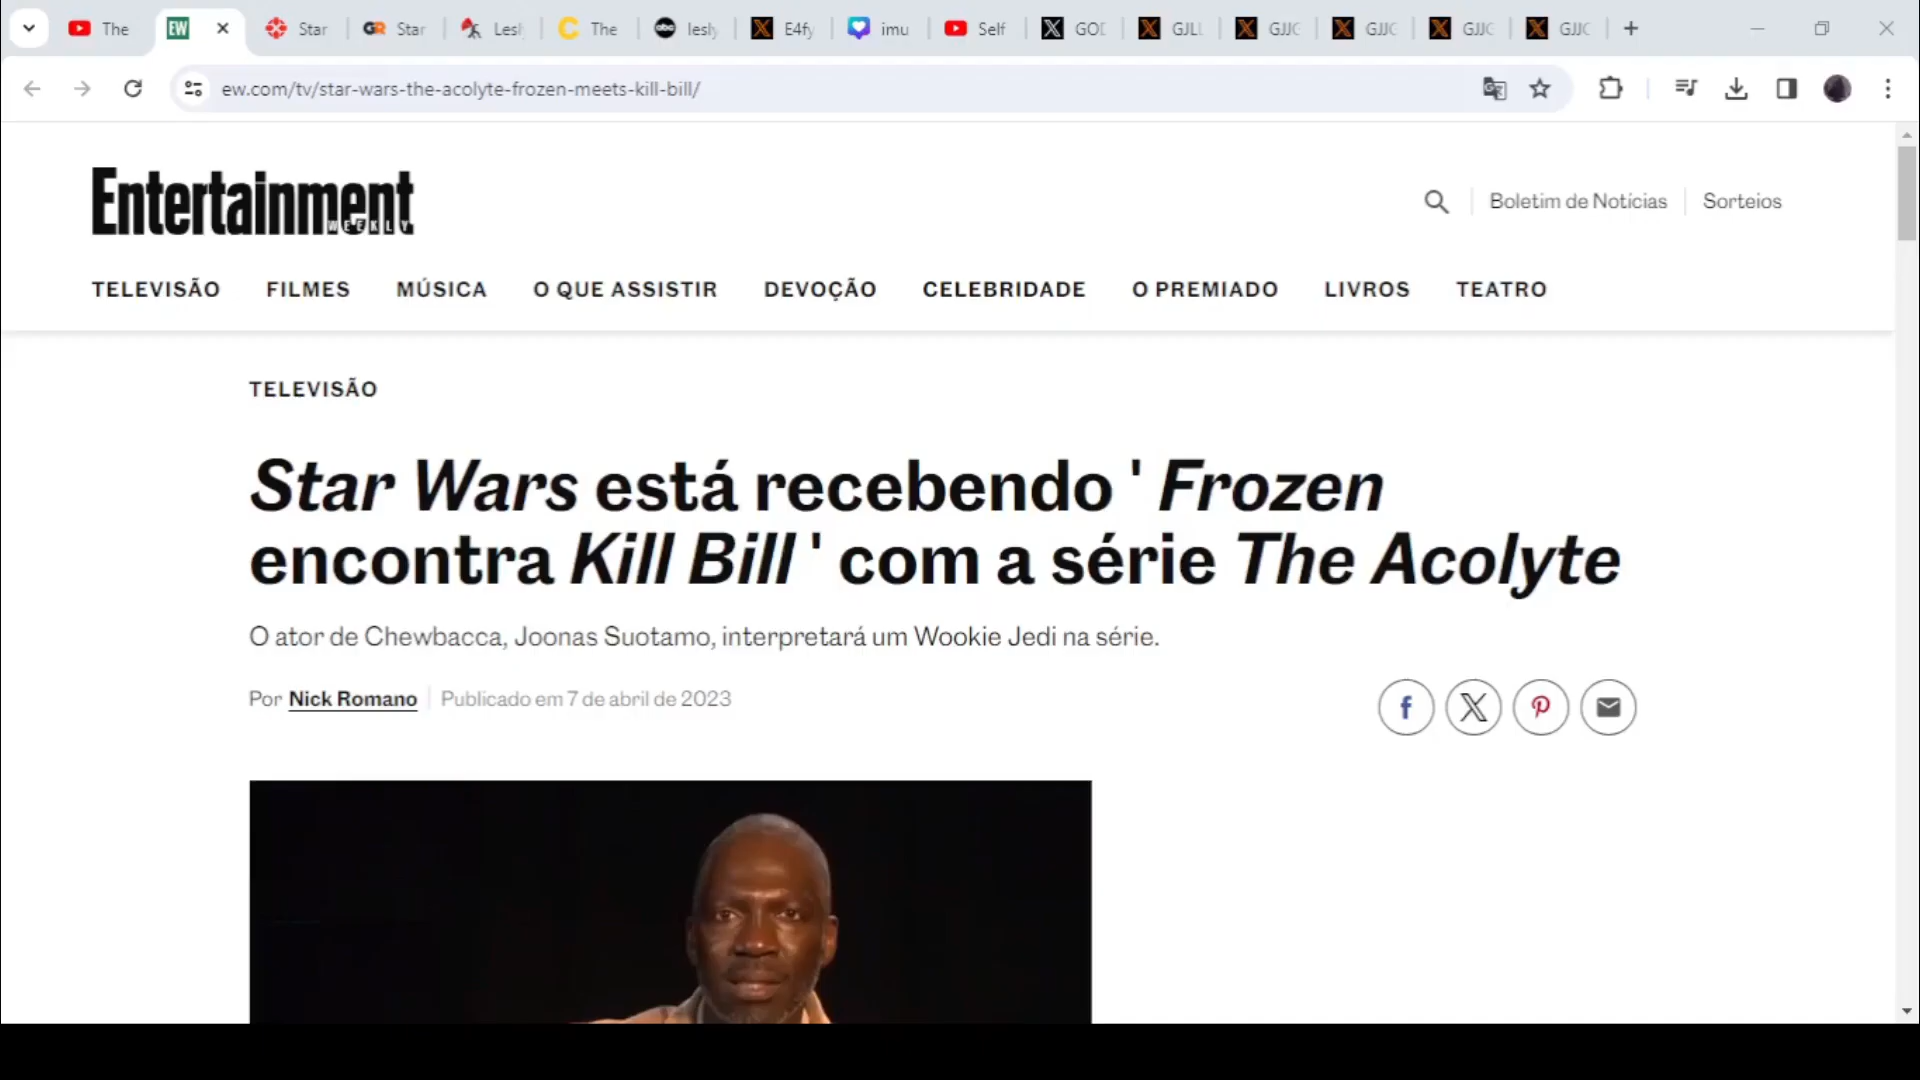 The
Star
Star
Lesl
The
lesly
E4fy
imu
Self
GO
GJL
GJJC
GJJC
GJJC
GJJC
ew.com/tv/star-wars-the-acolyte-frozen-meets-kill-bill/
Entertainment
WEEKLY
Boletim de Notícias
Sorteios
TELEVISÃO FILMES MÚSICA O QUE ASSISTIR DEVOÇÃO CELEBRIDADE O PREMIADO LIVROS TEATRO
TELEVISÃO
Star Wars está recebendo ' Frozen
encontra Kill Bill ' com a série The Acolyte
O ator de Chewbacca, Joonas Suotamo, interpretará um Wookie Jedi na série.
Por Nick Romano Publicado em 7 de abril de 2023